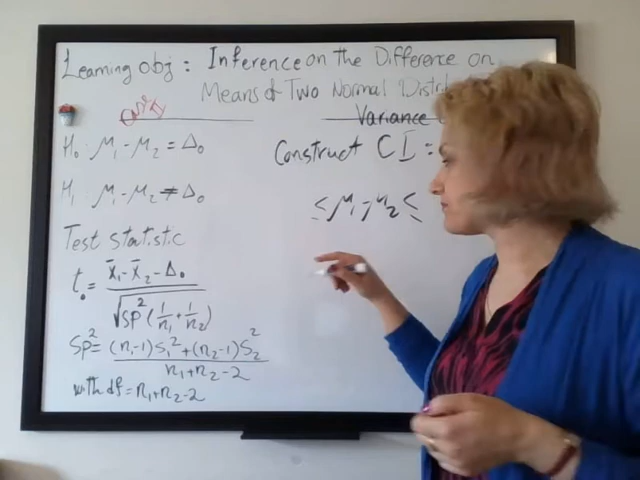 Learning obj : Inference on the Difference on
Means of Two Normal
Variance
H₀: μ₁ - μ₂ = Δ₀
Construct CI:
H₁: μ₁ - μ₂ ≠ Δ₀
≤ μ₁ - μ₂ ≤
Test statistic
t₀ = x̄₁ - x̄₂ - Δ₀ / √(SP² (1/n₁ + 1/n₂))
SP² = (n₁-1)S₁² + (n₂-1)S₂² / n₁+n₂-2
with df = n₁+n₂-2